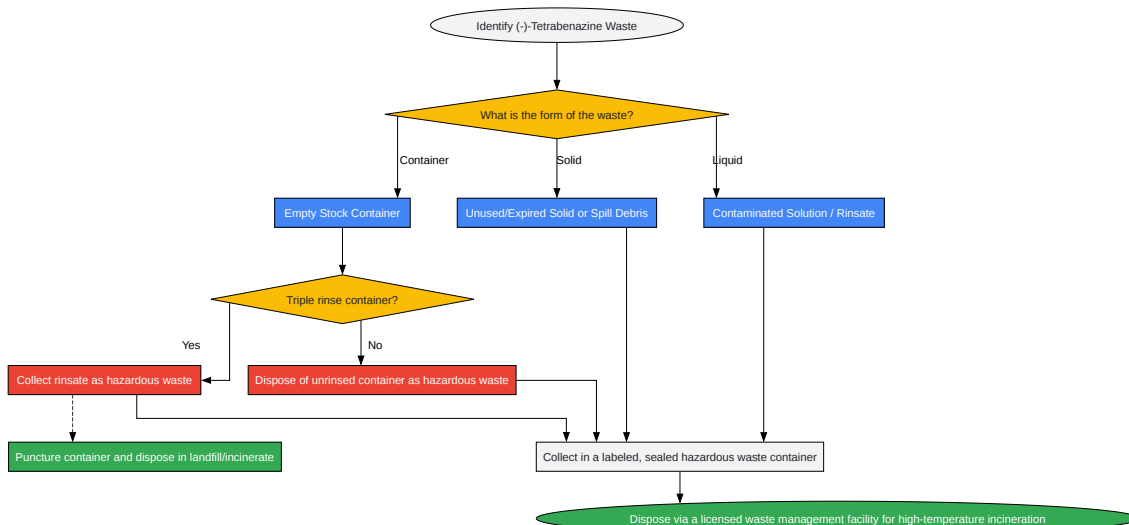 Identify (-)-Tetrabenazine Waste
What is the form of the waste?
Container
Solid
Liquid
Empty Stock Container
Unused/Expired Solid or Spill Debris
Contaminated Solution / Rinsate
Triple rinse container?
Yes
No
Collect rinsate as hazardous waste
Dispose of unrinsed container as hazardous waste
Puncture container and dispose in landfill/incinerate
Collect in a labeled, sealed hazardous waste container
Dispose via a licensed waste management facility for high-temperature incineration